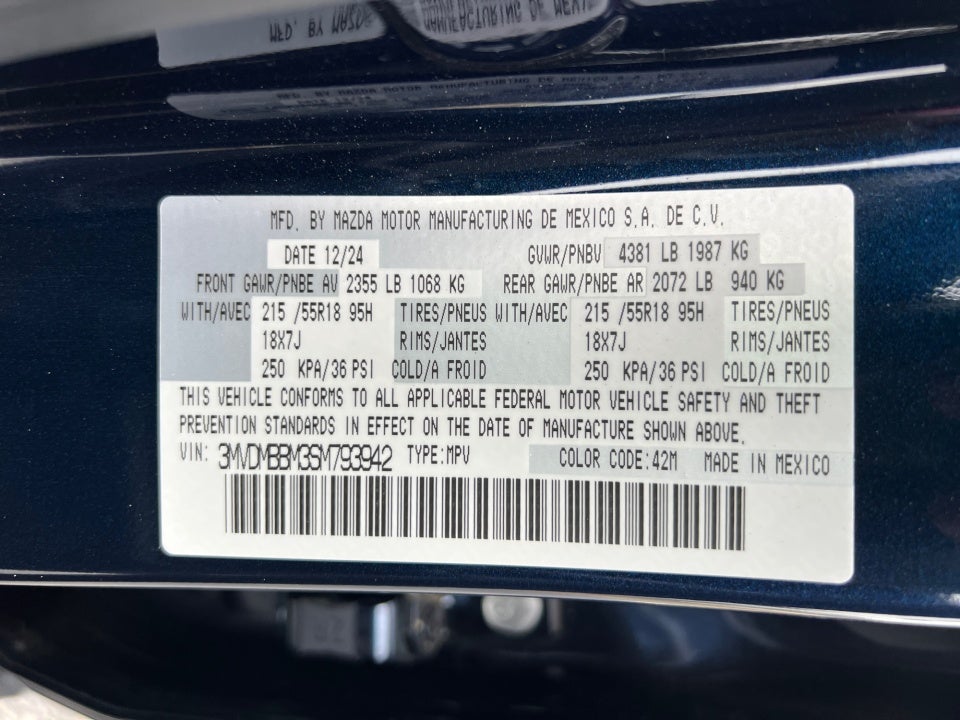 MFD. BY MAZDA MOTOR MANUFACTURING DE MEXICO S.A. DE C.V.
DATE 12/24 GVWR/PNBV 4381 LB 1987 KG
FRONT GAWR/PNBE AV 2355 LB 1068 KG REAR GAWR/PNBE AR 2072 LB 940 KG
WITH/AVEC 215 /55R18 95H TIRES/PNEUS WITH/AVEC 215 /55R18 95H TIRES/PNEUS
18X7J RIMS/JANTES 18X7J RIMS/JANTES
250 KPA/36 PSI COLD/A FROID 250 KPA/36 PSI COLD/A FROID
THIS VEHICLE CONFORMS TO ALL APPLICABLE FEDERAL MOTOR VEHICLE SAFETY AND THEFT
PREVENTION STANDARDS IN EFFECT ON THE DATE OF MANUFACTURE SHOWN ABOVE.
VIN: 3MVDMBBM3SM793942 TYPE:MPV COLOR CODE:42M MADE IN MEXICO